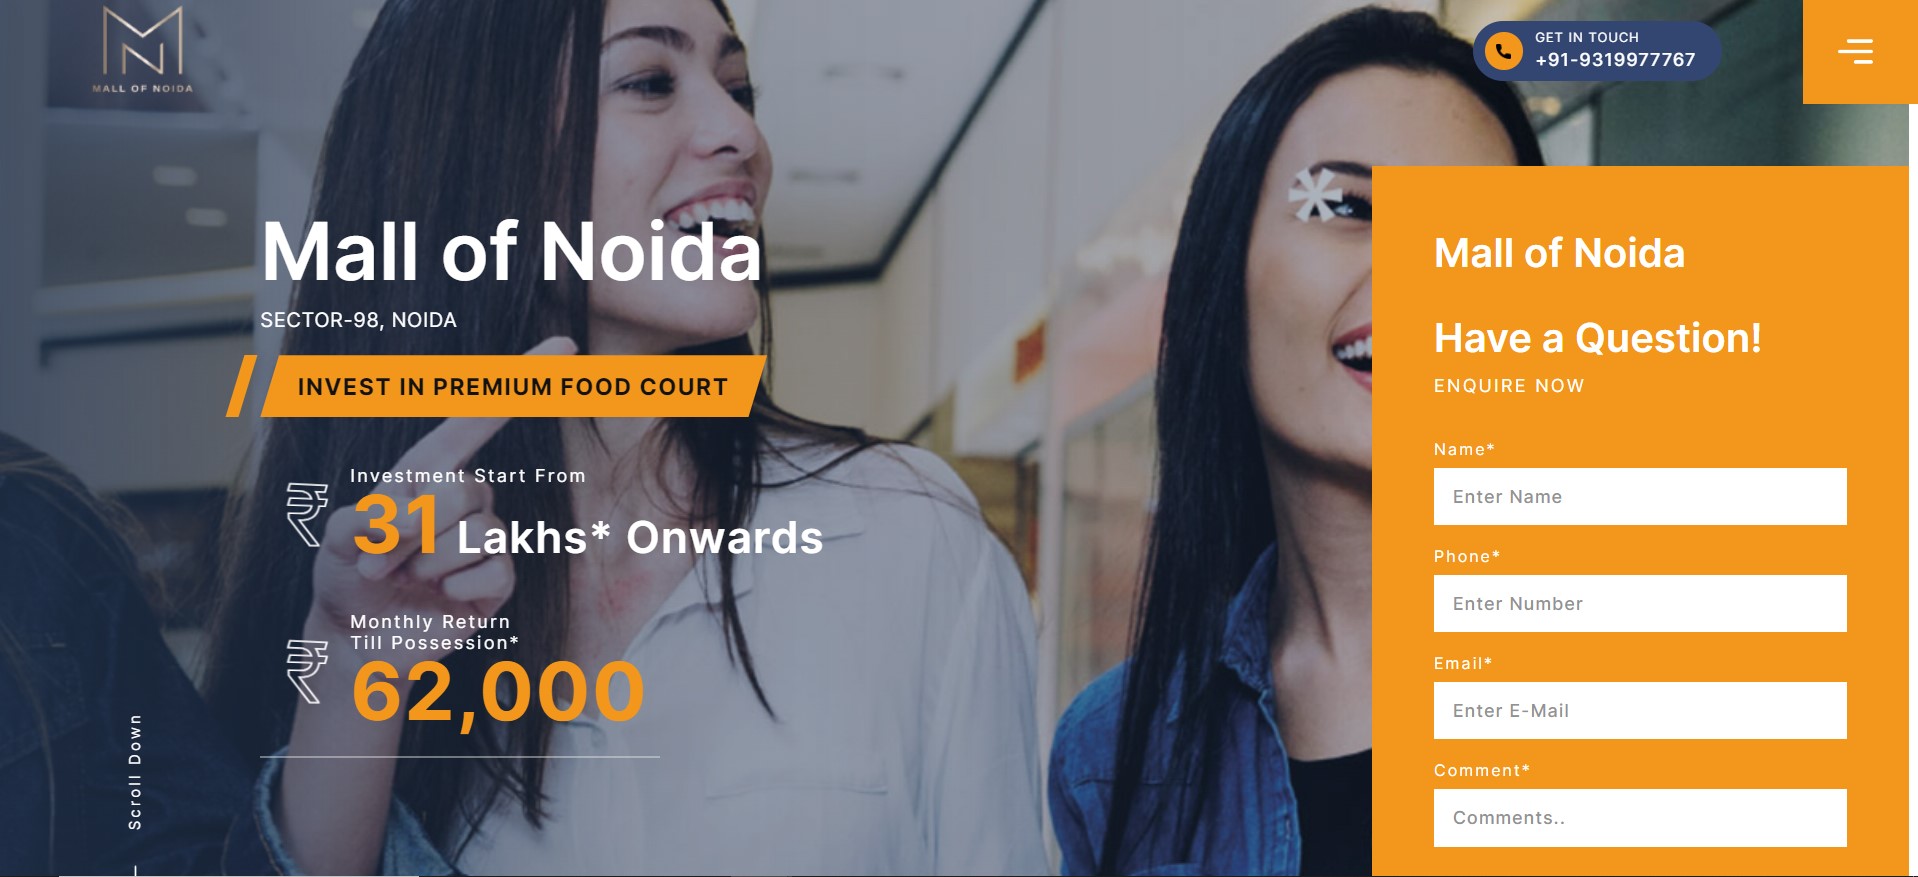 MN
MALL OF NOIDA
GET IN TOUCH
+91-9319977767
Mall of Noida
SECTOR-98, NOIDA
INVEST IN PREMIUM FOOD COURT
₹
Investment Start From
31 Lakhs* Onwards
₹
Monthly Return
Till Possession*
62,000
Scroll Down
Mall of Noida
Have a Question!
ENQUIRE NOW
Name*
Enter Name
Phone*
Enter Number
Email*
Enter E-Mail
Comment*
Comments..